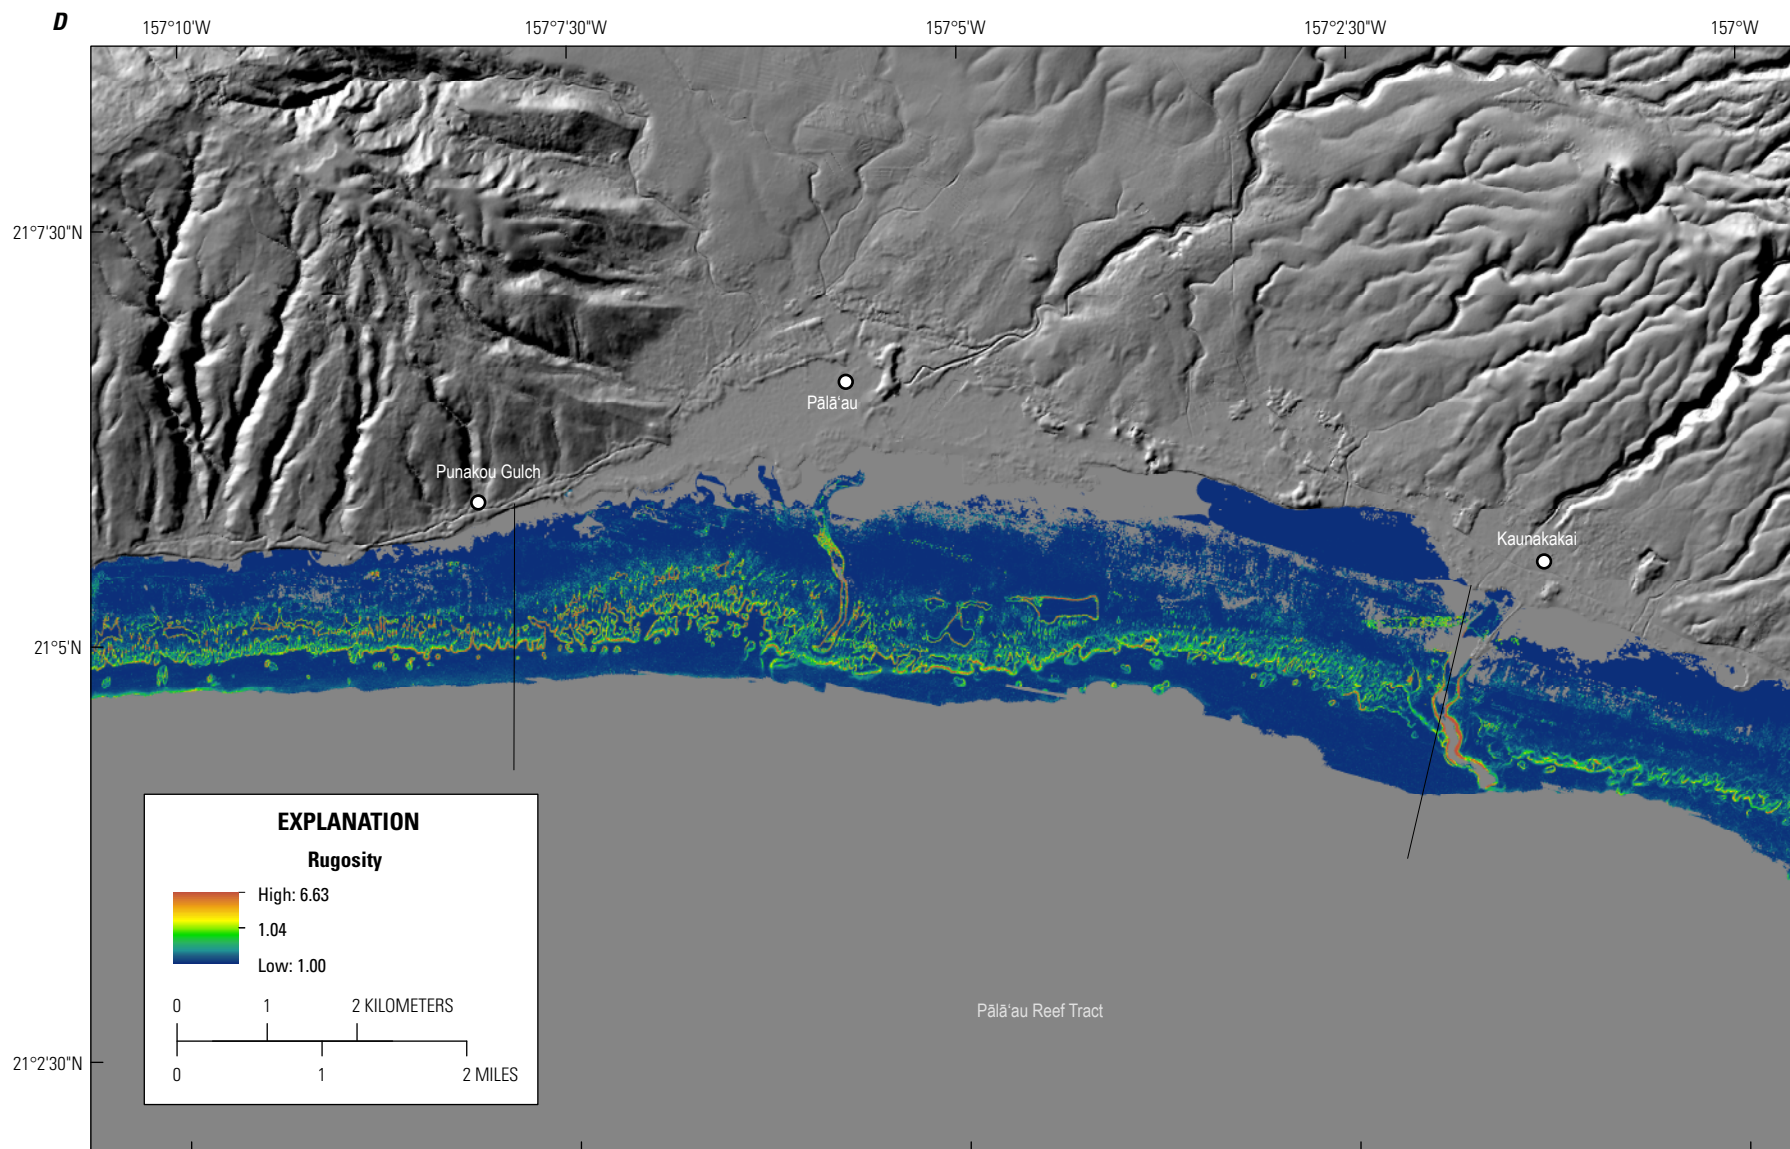 D
157°10'W
157°7'30"W
157°5'W
157°2'30"W
157°W
21°7'30"N
Pālā‘au
Punakou Gulch
Kaunakakai
21°5'N
EXPLANATION
Rugosity
High: 6.63
1.04
Low: 1.00
0 1 2 KILOMETERS
0 1 2 MILES
Pālā‘au Reef Tract
21°2'30"N